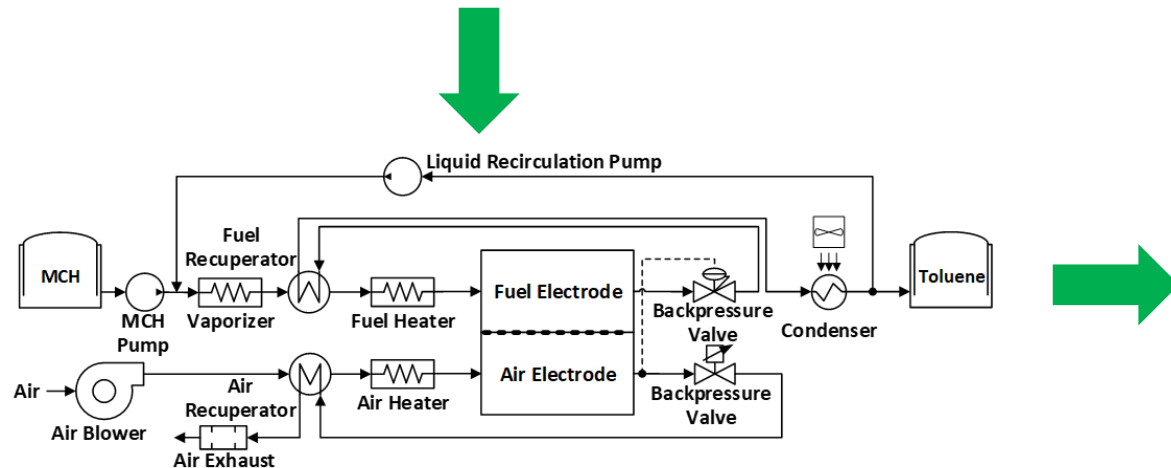 Liquid Recirculation Pump
Fuel
Recuperator
MCH
Toluene
Fuel Electrode
MCH
Pump
Vaporizer
Fuel Heater
Backpressure
Valve
Condenser
Air Electrode
Air
Air
Recuperator
Air Heater
Backpressure
Valve
Air Blower
Air Exhaust